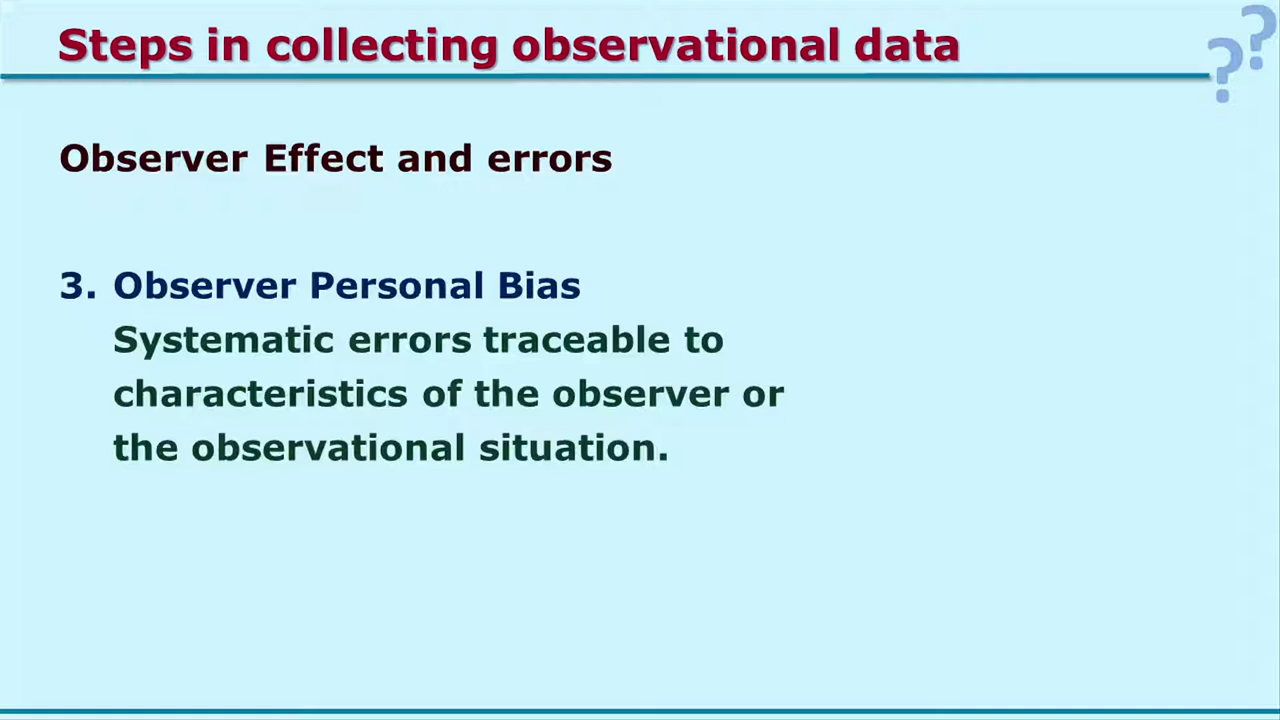 Steps in collecting observational data
??
Observer Effect and errors
3. Observer Personal Bias
Systematic errors traceable to
characteristics of the observer or
the observational situation.